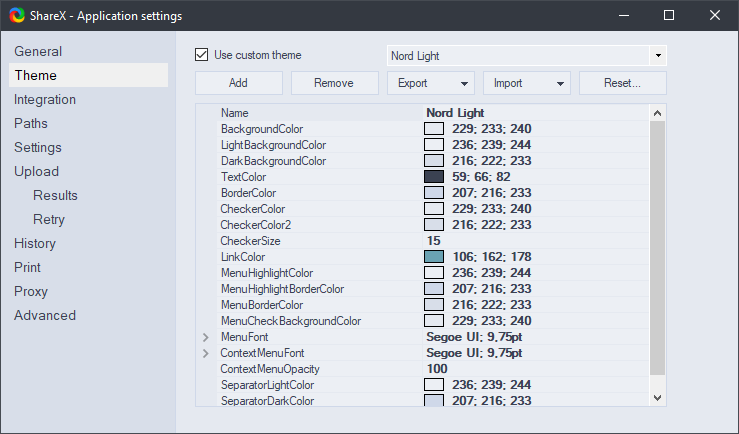 ShareX - Application settings
General
Theme
Integration
Paths
Settings
Upload
Results
Retry
History
Print
Proxy
Advanced
Use custom theme
Nord Light
Add Remove Export Import Reset...
Name Nord Light
BackgroundColor 229; 233; 240
LightBackgroundColor 236; 239; 244
DarkBackgroundColor 216; 222; 233
TextColor 59; 66; 82
BorderColor 207; 216; 233
CheckerColor 229; 233; 240
CheckerColor2 216; 222; 233
CheckerSize 15
LinkColor 106; 162; 178
MenuHighlightColor 236; 239; 244
MenuHighlightBorderColor 207; 216; 233
MenuBorderColor 216; 222; 233
MenuCheckBackgroundColor 229; 233; 240
MenuFont Segoe UI; 9,75pt
ContextMenuFont Segoe UI; 9,75pt
ContextMenuOpacity 100
SeparatorLightColor 236; 239; 244
SeparatorDarkColor 207; 216; 233